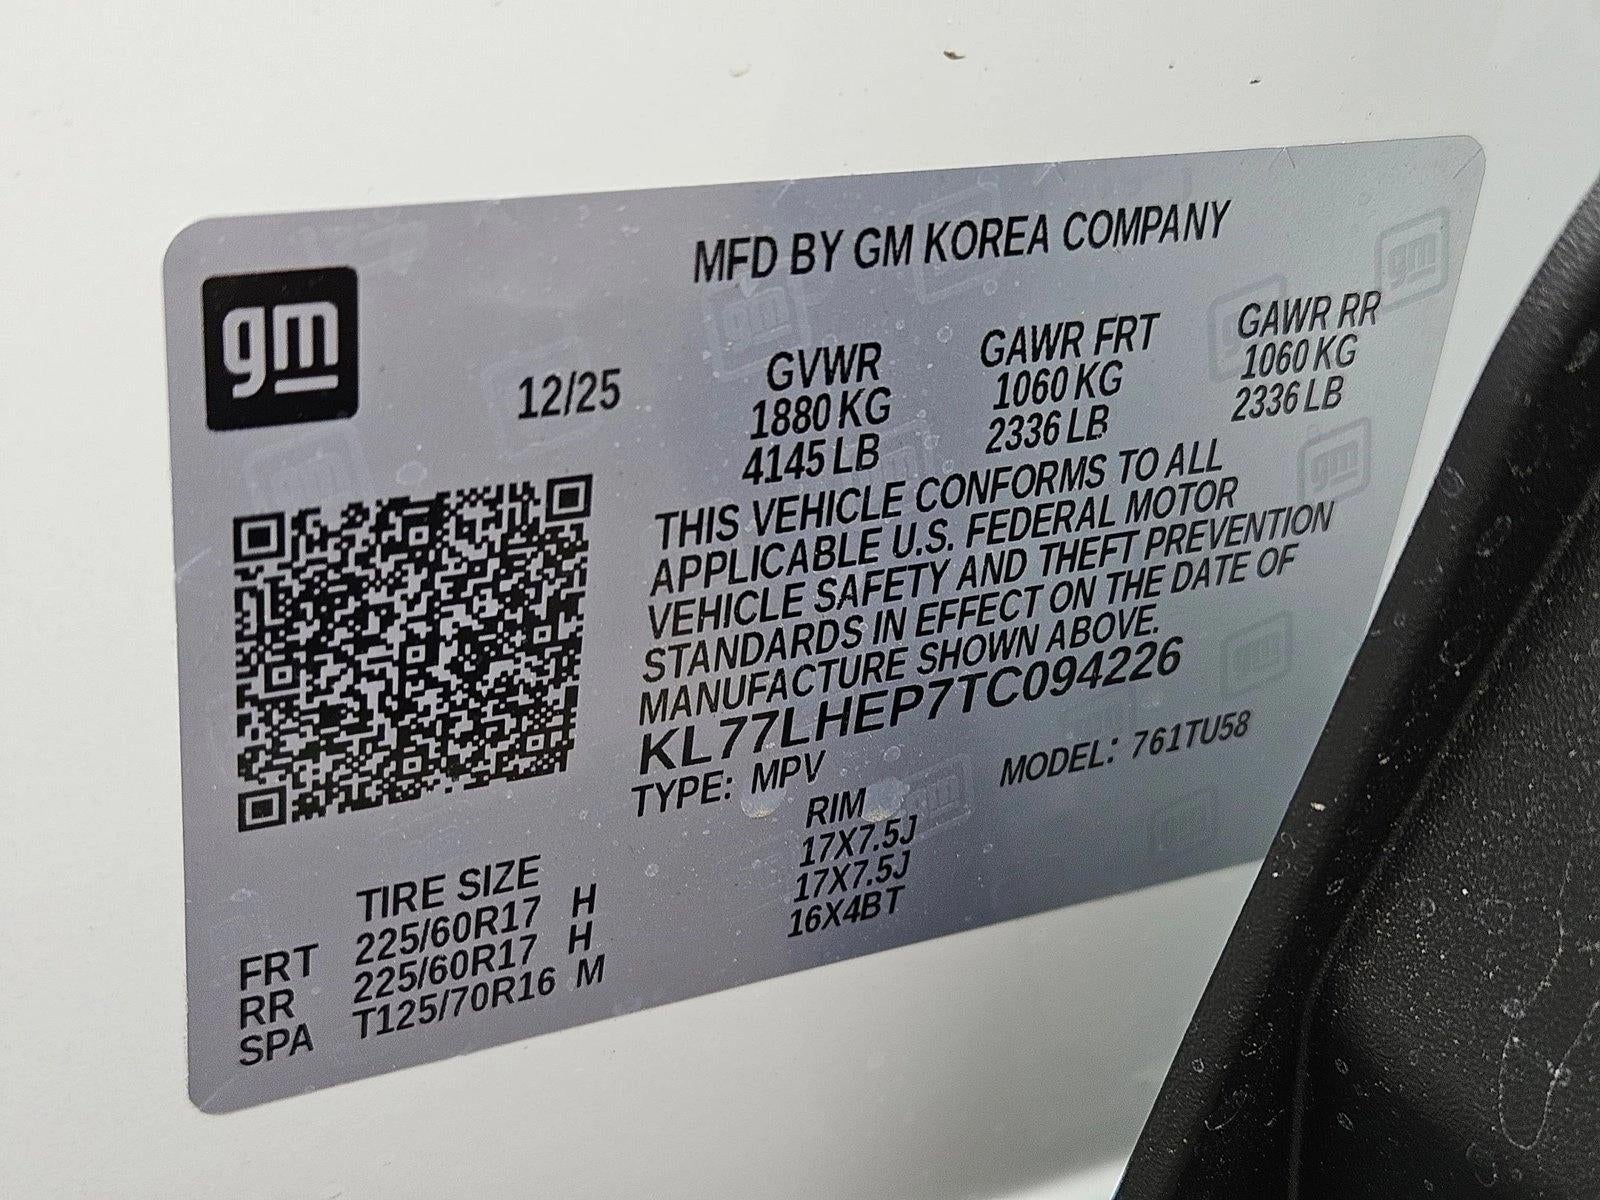 gm
MFD BY GM KOREA COMPANY
12/25
GVWR
1880 KG
4145 LB
GAWR FRT
1060 KG
2336 LB
GAWR RR
1060 KG
2336 LB
THIS VEHICLE CONFORMS TO ALL
APPLICABLE U.S. FEDERAL MOTOR
VEHICLE SAFETY AND THEFT PREVENTION
STANDARDS IN EFFECT ON THE DATE OF
MANUFACTURE SHOWN ABOVE.
KL77LHEP7TC094226
TYPE: MPV MODEL: 761TU58
TIRE SIZE RIM
FRT 225/60R17 H 17X7.5J
RR 225/60R17 H 17X7.5J
SPA T125/70R16 M 16X4BT